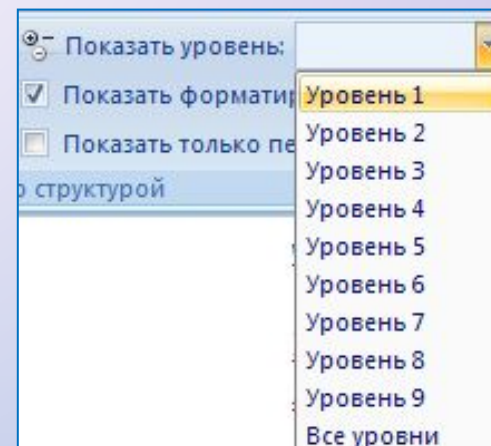 Показать уровень:
Показать формати
Показать только пе
о структурой
Уровень 1
Уровень 2
Уровень 3
Уровень 4
Уровень 5
Уровень 6
Уровень 7
Уровень 8
Уровень 9
Все уровни